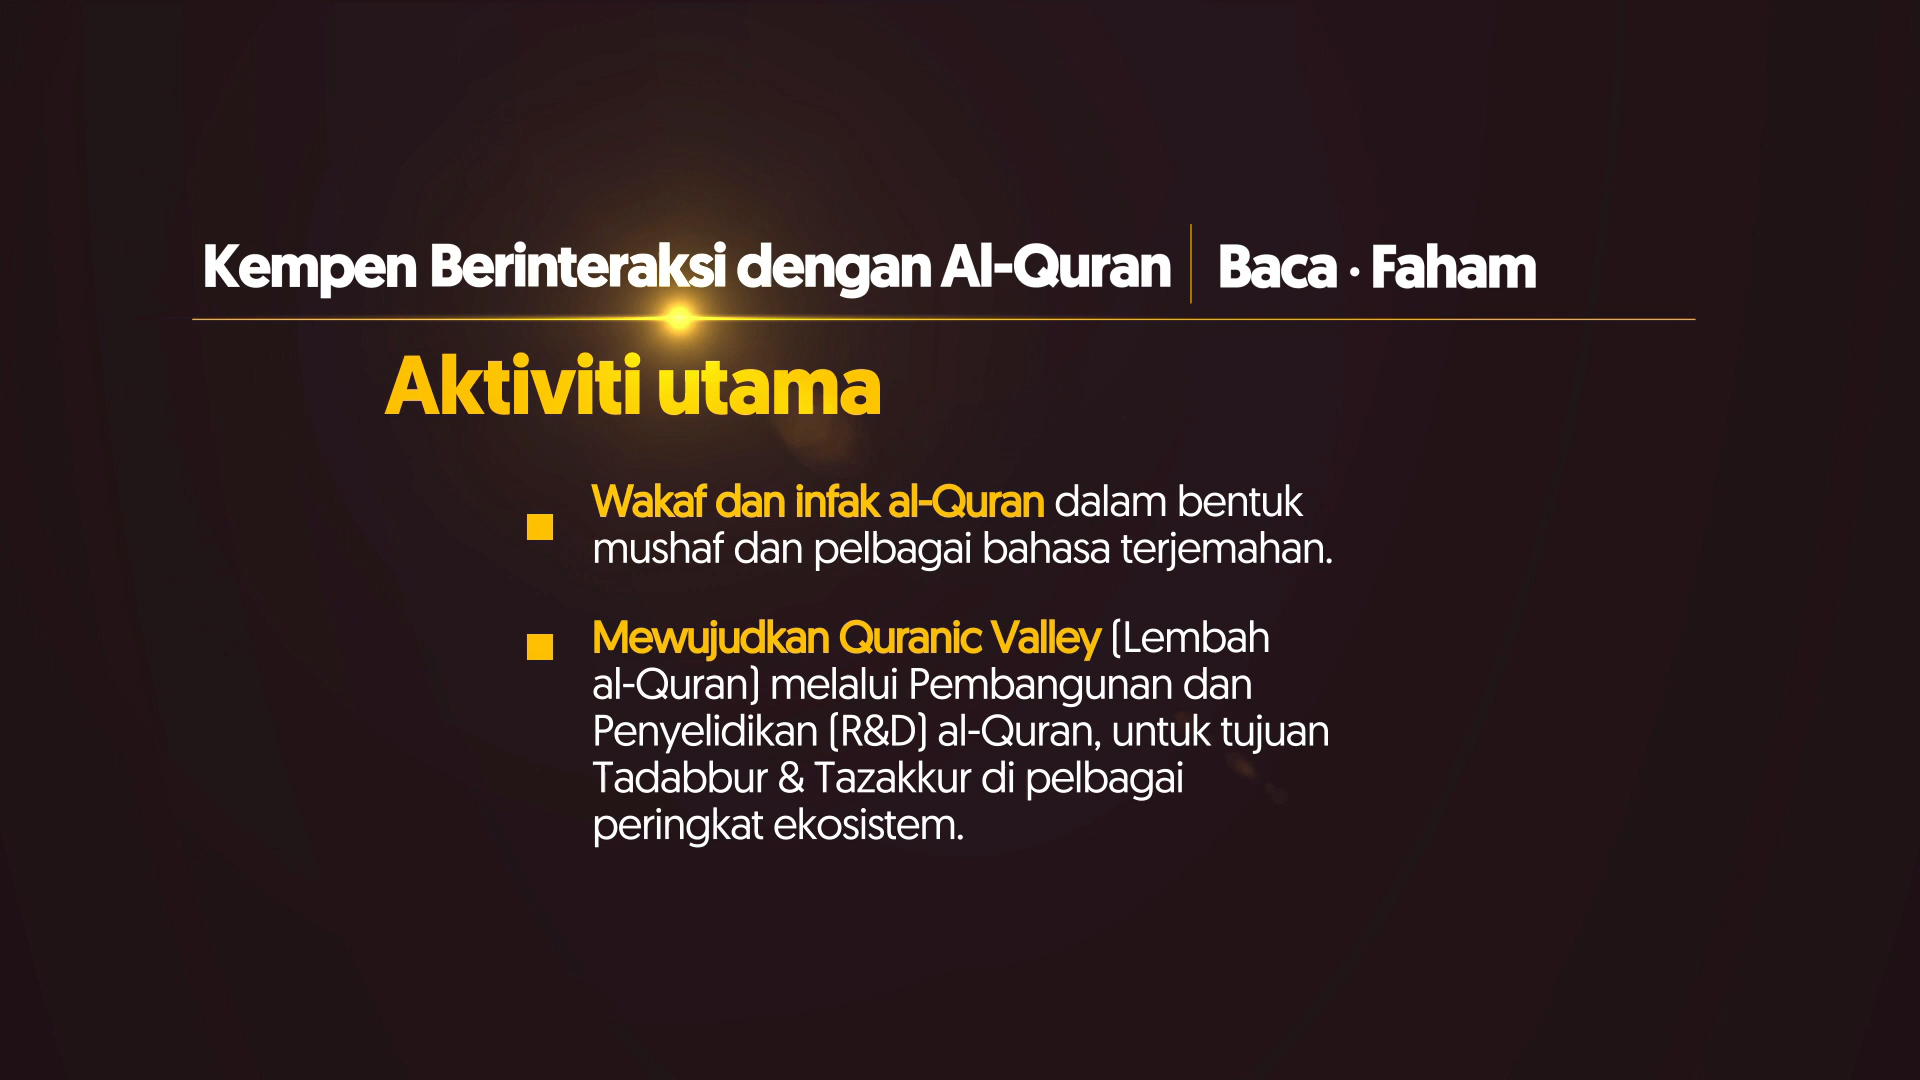 Kempen Berinteraksi dengan Al-Quran | Baca · Faham
Aktiviti utama
Wakaf dan infak al-Quran dalam bentuk
mushaf dan pelbagai bahasa terjemahan.
Mewujudkan Quranic Valley (Lembah
al-Quran) melalui Pembangunan dan
Penyelidikan (R&D) al-Quran, untuk tujuan
Tadabbur & Tazakkur di pelbagai
peringkat ekosistem.